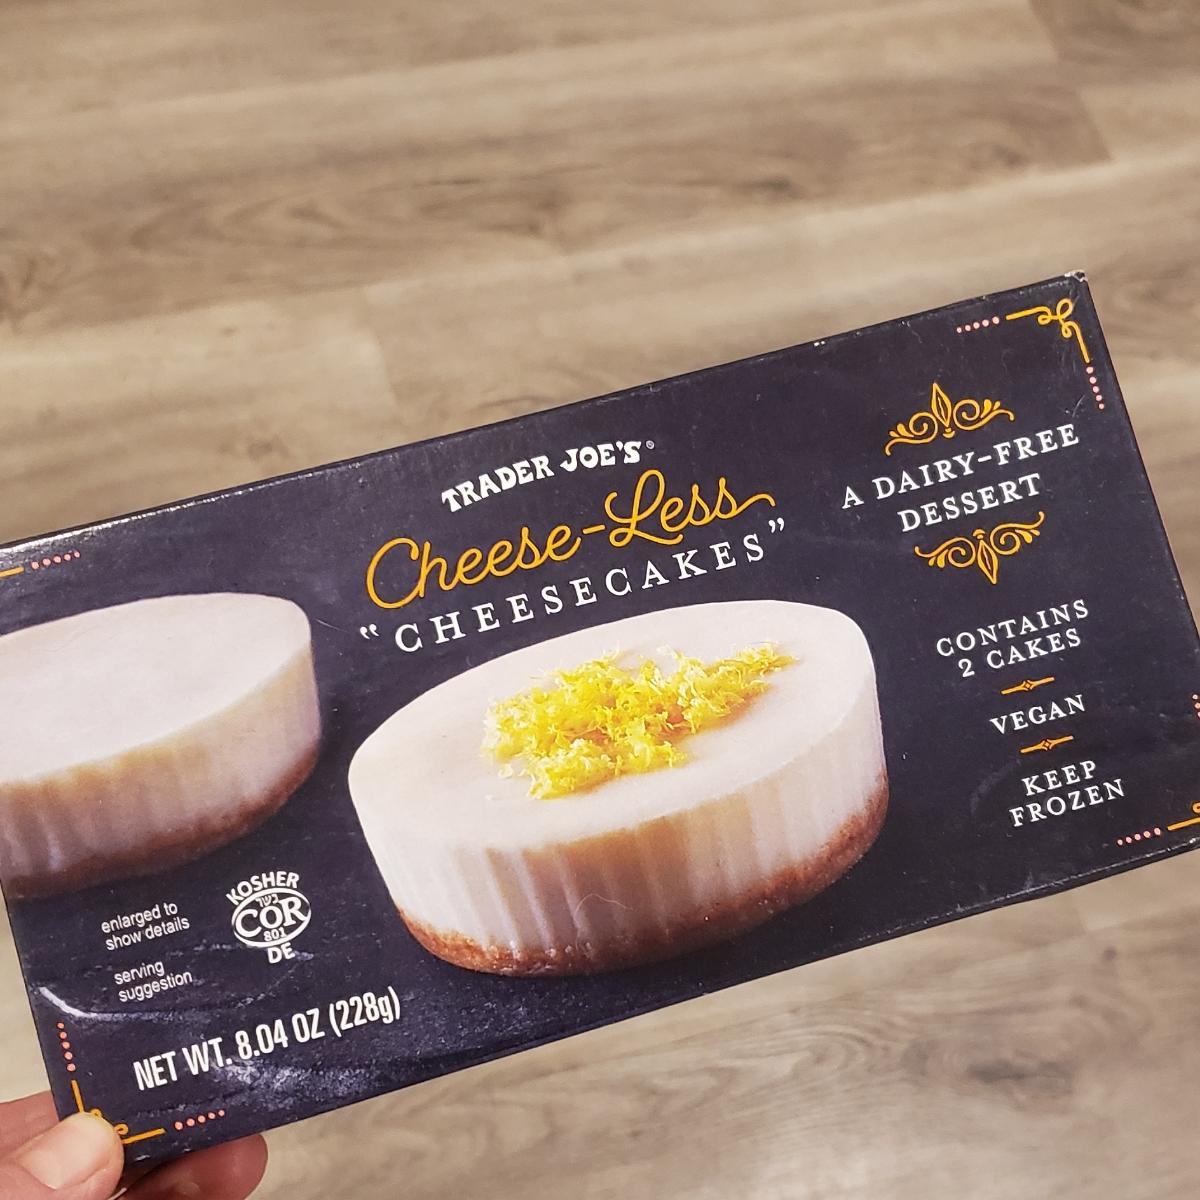 TRADER JOE'S®
Cheese-Less
"CHEESECAKES"
A DAIRY-FREE
DESSERT
CONTAINS
2 CAKES
VEGAN
KEEP
FROZEN
enlarged to
show details
serving
suggestion
KOSHER
כשר
COR
801
DE
NET WT. 8.04 OZ (228g)